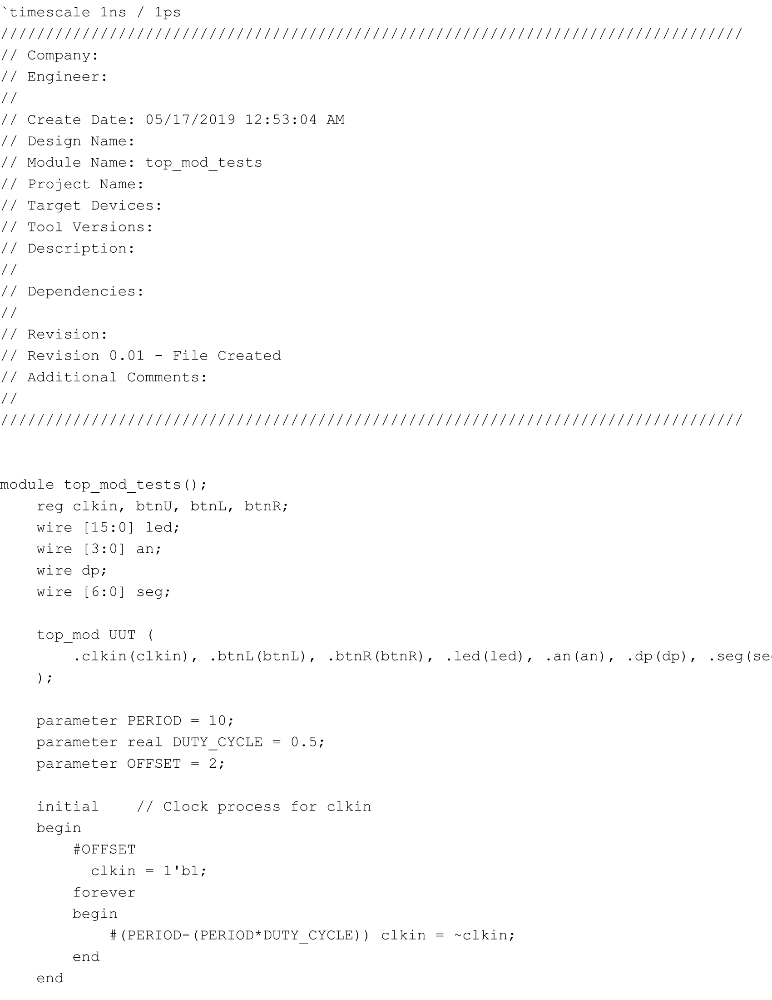 `timescale 1ns / 1ps
//////////////////////////////////////////////////////////////////////////////////
// Company:
// Engineer:
//
// Create Date: 05/17/2019 12:53:04 AM
// Design Name:
// Module Name: top_mod_tests
// Project Name:
// Target Devices:
// Tool Versions:
// Description:
//
// Dependencies:
//
// Revision:
// Revision 0.01 - File Created
// Additional Comments:
//
//////////////////////////////////////////////////////////////////////////////////
module top_mod_tests();
    reg clkin, btnU, btnL, btnR;
    wire [15:0] led;
    wire [3:0] an;
    wire dp;
    wire [6:0] seg;
    top_mod UUT (
        .clkin(clkin), .btnL(btnL), .btnR(btnR), .led(led), .an(an), .dp(dp), .seg(
    );
    parameter PERIOD = 10;
    parameter real DUTY_CYCLE = 0.5;
    parameter OFFSET = 2;
    initial    // Clock process for clkin
    begin
        #OFFSET
          clkin = 1'b1;
        forever
        begin
            #(PERIOD-(PERIOD*DUTY_CYCLE)) clkin = ~clkin;
        end
    end